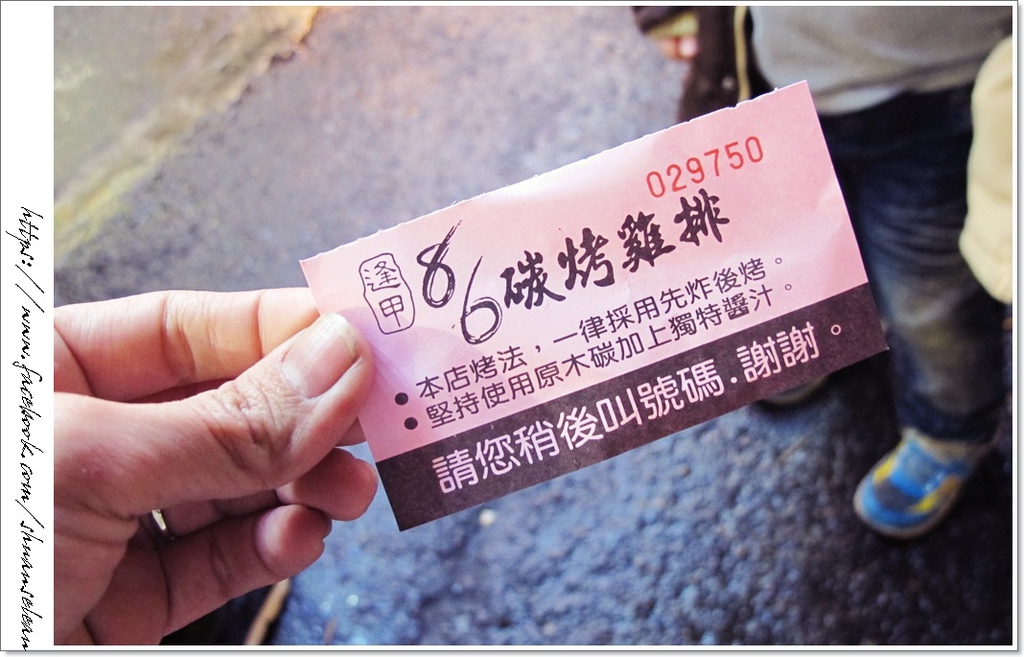 029750
逢甲
86碳烤雞排
●本店烤法，一律採用先炸後烤。
●堅持使用原木碳加上獨特醬汁。
請您稍後叫號碼.謝謝。
https://www.facebook.com/shuanselenu